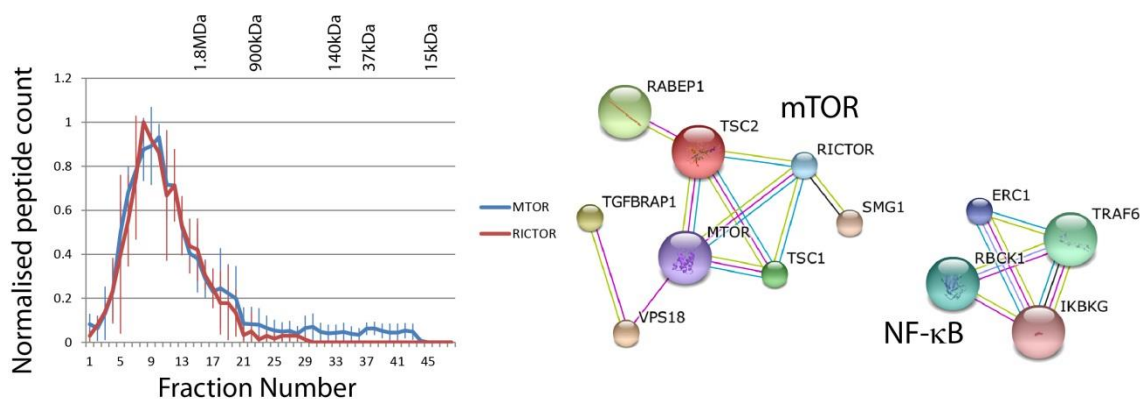 1.8MDa
900kDa
140kDa
37kDa
15kDa
Normalised peptide count
1.2
1
0.8
0.6
0.4
0.2
0
1 5 9 13 17 21 25 29 33 37 41 45
Fraction Number
MTOR
RICTOR
RABEP1
mTOR
TSC2
RICTOR
TGFBRAP1
SMG1
MTOR
TSC1
VPS18
ERC1
TRAF6
RBCK1
IKBKG
NF-κB